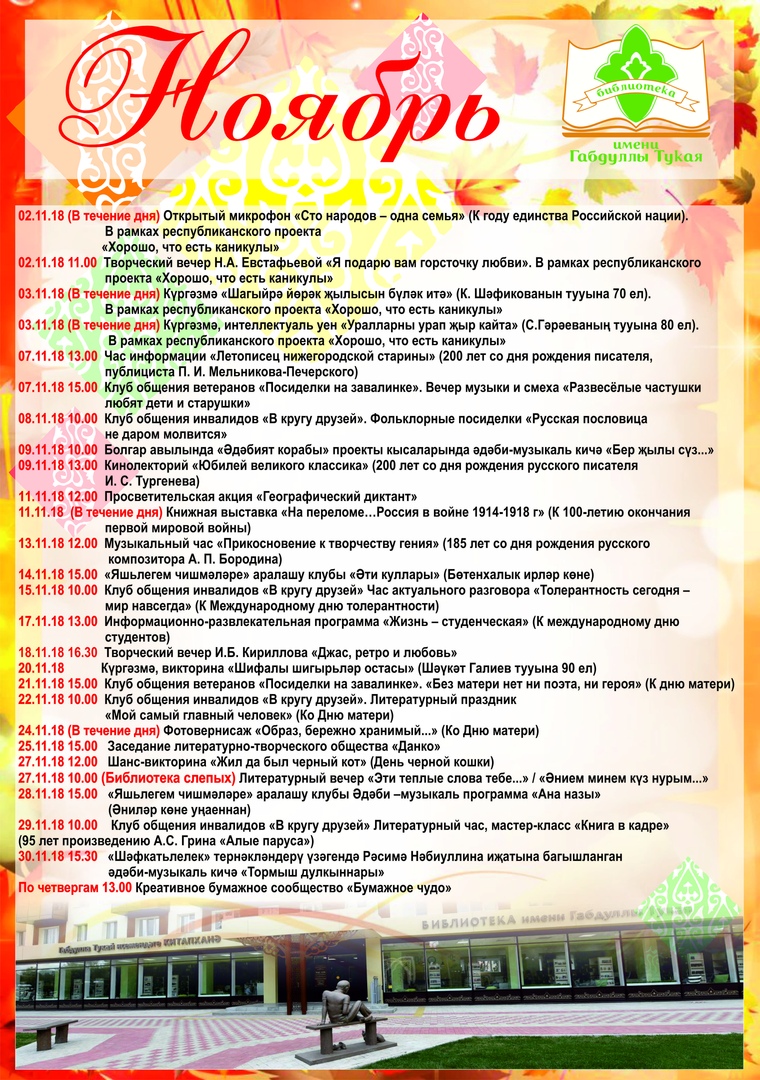 Ноябрь
библиотека
имени
Габдуллы Тукая
02.11.18 (В течение дня) Открытый микрофон «Сто народов – одна семья» (К году единства Российской нации).
В рамках республиканского проекта
«Хорошо, что есть каникулы»
02.11.18 11.00 Творческий вечер Н.А. Евстафьевой «Я подарю вам горсточку любви». В рамках республиканского
проекта «Хорошо, что есть каникулы»
03.11.18 (В течение дня) Күргәзмә «Шагыйрә йөрәк җылысын бүләк итә» (К. Шәфикованын тууына 70 ел).
В рамках республиканского проекта «Хорошо, что есть каникулы»
03.11.18 (В течение дня) Күргәзмә, интеллектуаль уен «Уралларны урап җыр кайта» (С.Гәрәеваның тууына 80 ел).
В рамках республиканского проекта «Хорошо, что есть каникулы»
07.11.18 13.00 Час информации «Летописец нижегородской старины» (200 лет со дня рождения писателя,
публициста П. И. Мельникова-Печерского)
07.11.18 15.00 Клуб общения ветеранов «Посиделки на завалинке». Вечер музыки и смеха «Развесёлые частушки
любят дети и старушки»
08.11.18 10.00 Клуб общения инвалидов «В кругу друзей». Фольклорные посиделки «Русская пословица
не даром молвится»
09.11.18 10.00 Болгар авылында «Әдәбият корабы» проекты кысаларында әдәби-музыкаль кичә «Бер җылы сүз...»
09.11.18 13.00 Кинолекторий «Юбилей великого классика» (200 лет со дня рождения русского писателя
И. С. Тургенева)
11.11.18 12.00 Просветительская акция «Географический диктант»
11.11.18 (В течение дня) Книжная выставка «На переломе…Россия в войне 1914-1918 г» (К 100-летию окончания
первой мировой войны)
13.11.18 12.00 Музыкальный час «Прикосновение к творчеству гения» (185 лет со дня рождения русского
композитора А. П. Бородина)
14.11.18 15.00 «Яшьлегем чишмәләре» аралашу клубы «Әти куллары» (Бөтенхалык ирләр көне)
15.11.18 10.00 Клуб общения инвалидов «В кругу друзей» Час актуального разговора «Толерантность сегодня –
мир навсегда» (К Международному дню толерантности)
17.11.18 13.00 Информационно-развлекательная программа «Жизнь – студенческая» (К международному дню
студентов)
18.11.18 16.30 Творческий вечер И.Б. Кириллова «Джас, ретро и любовь»
20.11.18 Күргәзмә, викторина «Шифалы шигырьләр остасы» (Шәүкәт Галиев тууына 90 ел)
21.11.18 15.00 Клуб общения ветеранов «Посиделки на завалинке». «Без матери нет ни поэта, ни героя» (К дню матери)
22.11.18 10.00 Клуб общения инвалидов «В кругу друзей». Литературный праздник
«Мой самый главный человек» (Ко Дню матери)
24.11.18 (В течение дня) Фотовернисаж «Образ, бережно хранимый...» (Ко Дню матери)
25.11.18 15.00 Заседание литературно-творческого общества «Данко»
27.11.18 12.00 Шанс-викторина «Жил да был черный кот» (День черной кошки)
27.11.18 10.00 (Библиотека слепых) Литературный вечер «Эти теплые слова тебе...» / «Әнием минем күз нурым...»
28.11.18 15.00 «Яшьлегем чишмәләре» аралашу клубы Әдәби –музыкаль программа «Ана назы»
(Әниләр көне уңаеннан)
29.11.18 10.00 Клуб общения инвалидов «В кругу друзей» Литературный час, мастер-класс «Книга в кадре»
(95 лет произведению А.С. Грина «Алые паруса»)
30.11.18 15.30 «Шәфкатьлелек» тернәкләндерү үзәгендә Рәсимә Нәбиуллина иҗатына багышланган
әдәби-музыкаль кичә «Тормыш дулкыннары»
По четвергам 13.00 Креативное бумажное сообщество «Бумажное чудо»
БИБЛИОТЕКА имени Габдуллы Тукая
Габдулла Тукай исемендәге КИТАПХАНӘ